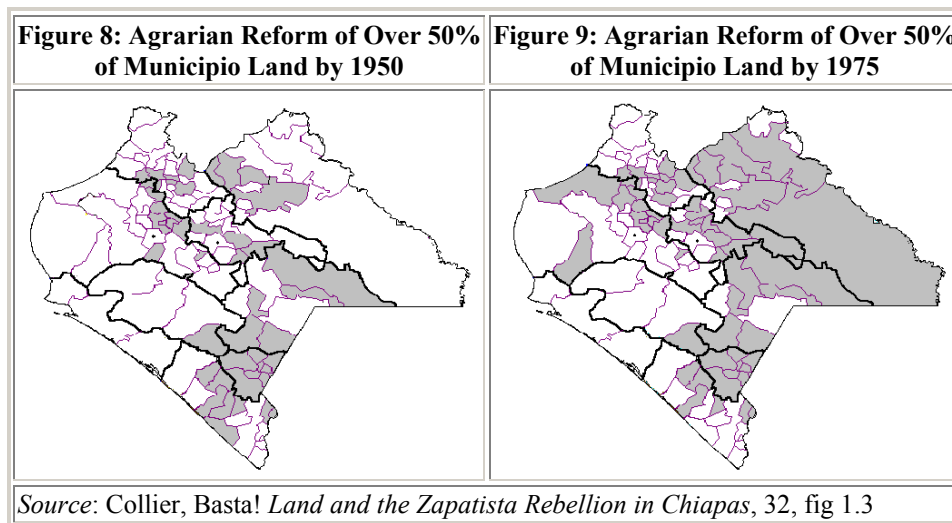 Figure 8: Agrarian Reform of Over 50%
of Municipio Land by 1950
Figure 9: Agrarian Reform of Over 50%
of Municipio Land by 1975
Source: Collier, Basta! Land and the Zapatista Rebellion in Chiapas, 32, fig 1.3